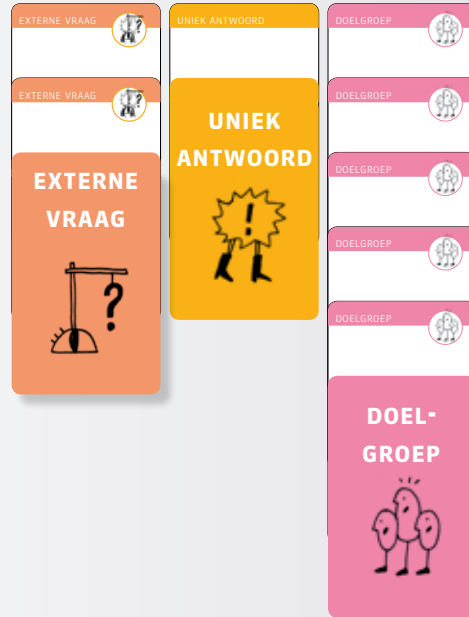 EXTERNE VRAAG
EXTERNE VRAAG
EXTERNE
VRAAG
?
UNIEK ANTWOORD
UNIEK
ANTWOORD
!
DOELGROEP
DOELGROEP
DOELGROEP
DOELGROEP
DOELGROEP
DOEL-
GROEP